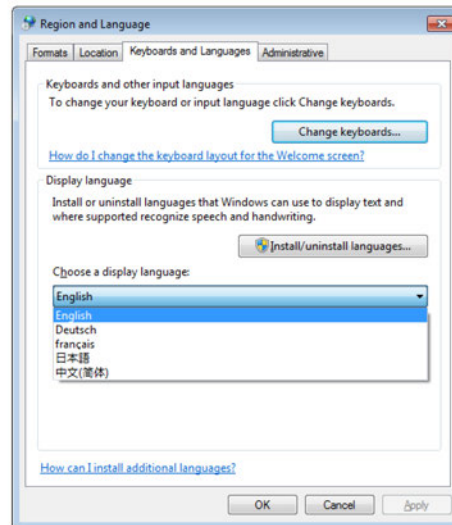 Region and Language
Formats Location Keyboards and Languages Administrative
Keyboards and other input languages
To change your keyboard or input language click Change keyboards.
Change keyboards...
How do I change the keyboard layout for the Welcome screen?
Display language
Install or uninstall languages that Windows can use to display text and
where supported recognize speech and handwriting.
Install/uninstall languages...
Choose a display language:
English
English
Deutsch
français
日本語
中文(简体)
How can I install additional languages?
OK Cancel Apply